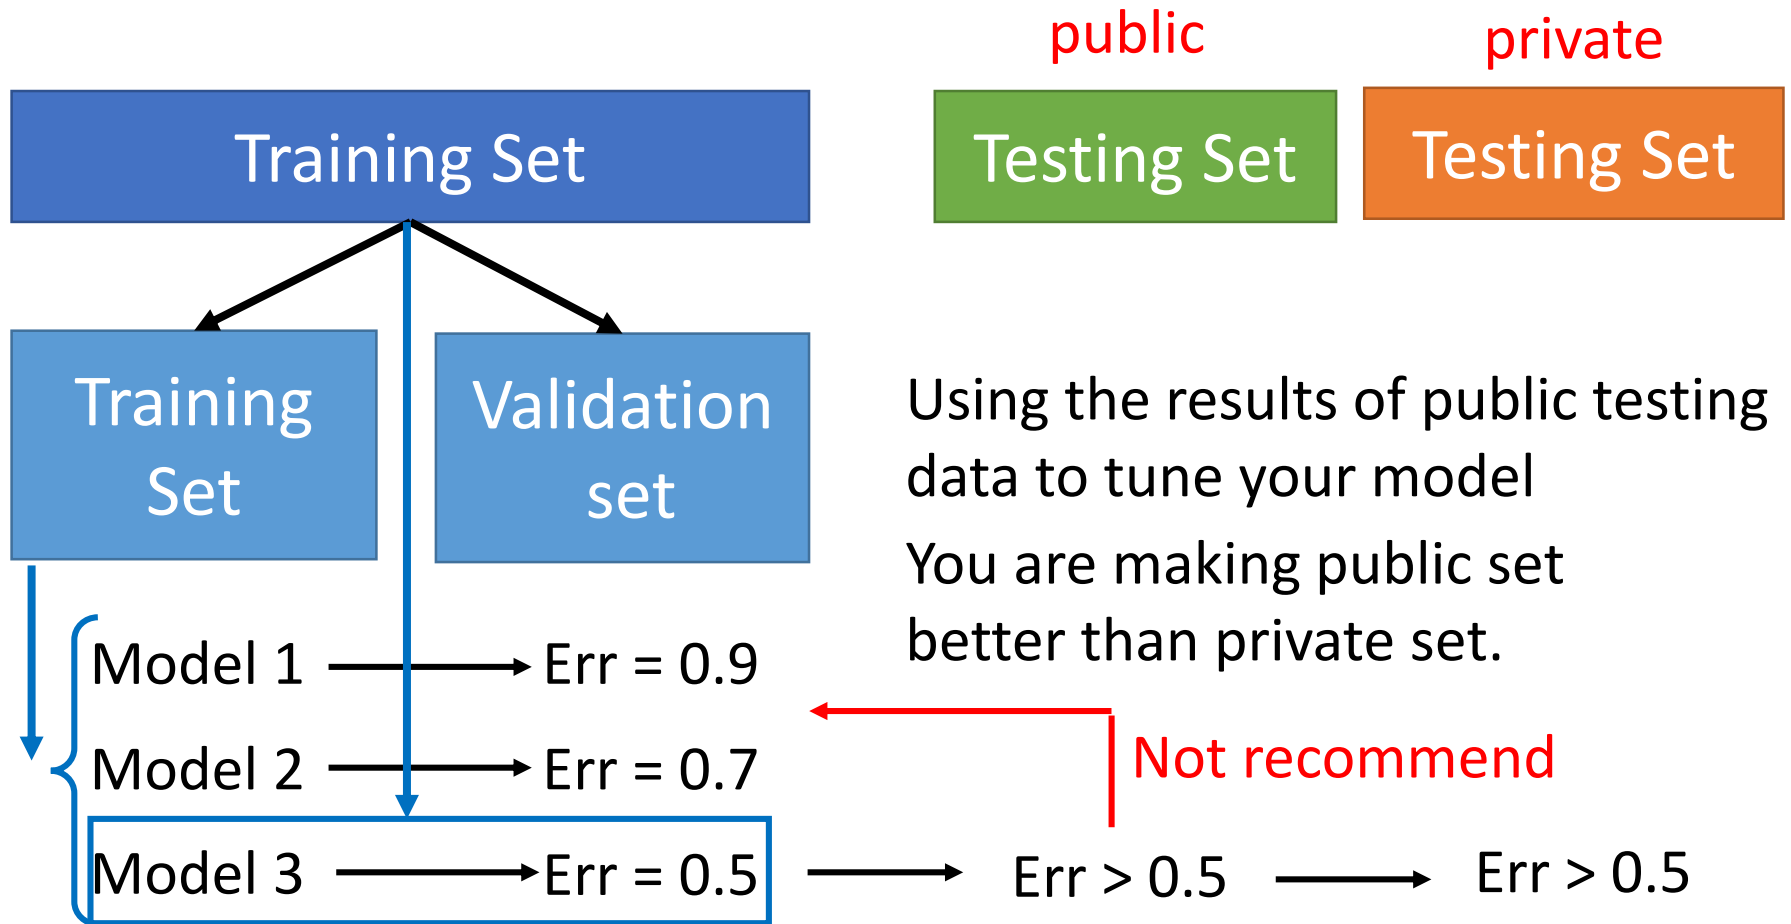 public
private
Training Set
Testing Set
Testing Set
Training
Set
Validation
set
Using the results of public testing
data to tune your model
You are making public set
better than private set.
Model 1
Err = 0.9
Model 2
Err = 0.7
Not recommend
Model 3
Err = 0.5
Err > 0.5
Err > 0.5